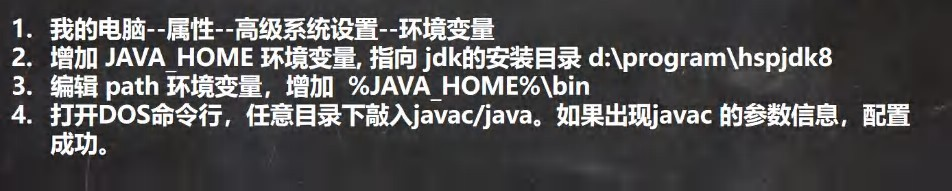 1. 我的电脑--属性--高级系统设置--环境变量
2. 增加 JAVA_HOME 环境变量, 指向 jdk的安装目录 d:\program\hspjdk8
3. 编辑 path 环境变量，增加 %JAVA_HOME%\bin
4. 打开DOS命令行，任意目录下敲入javac/java。如果出现javac 的参数信息，配置
成功。